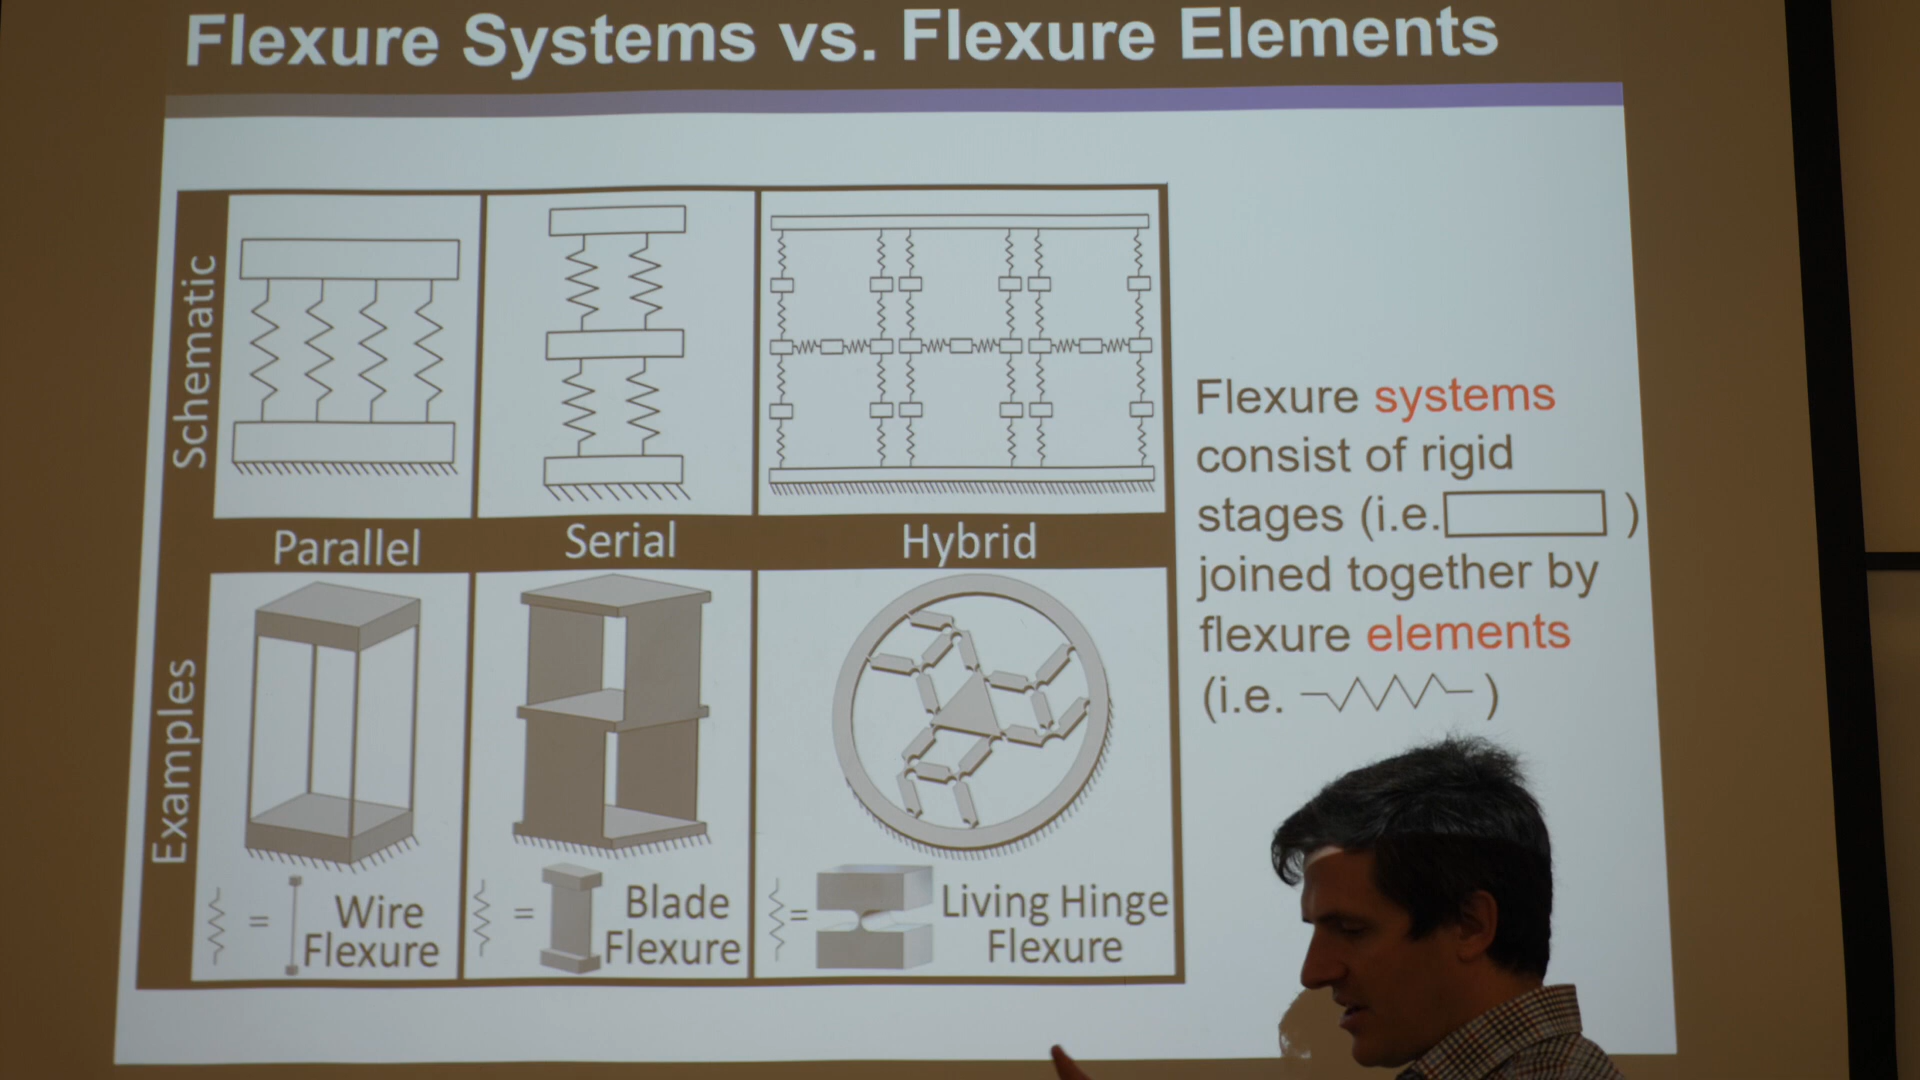 Flexure Systems vs. Flexure Elements
Schematic
Parallel
Serial
Hybrid
Examples
= Wire
Flexure
= Blade
Flexure
= Living Hinge
Flexure
Flexure systems
consist of rigid
stages (i.e. )
joined together by
flexure elements
(i.e. )